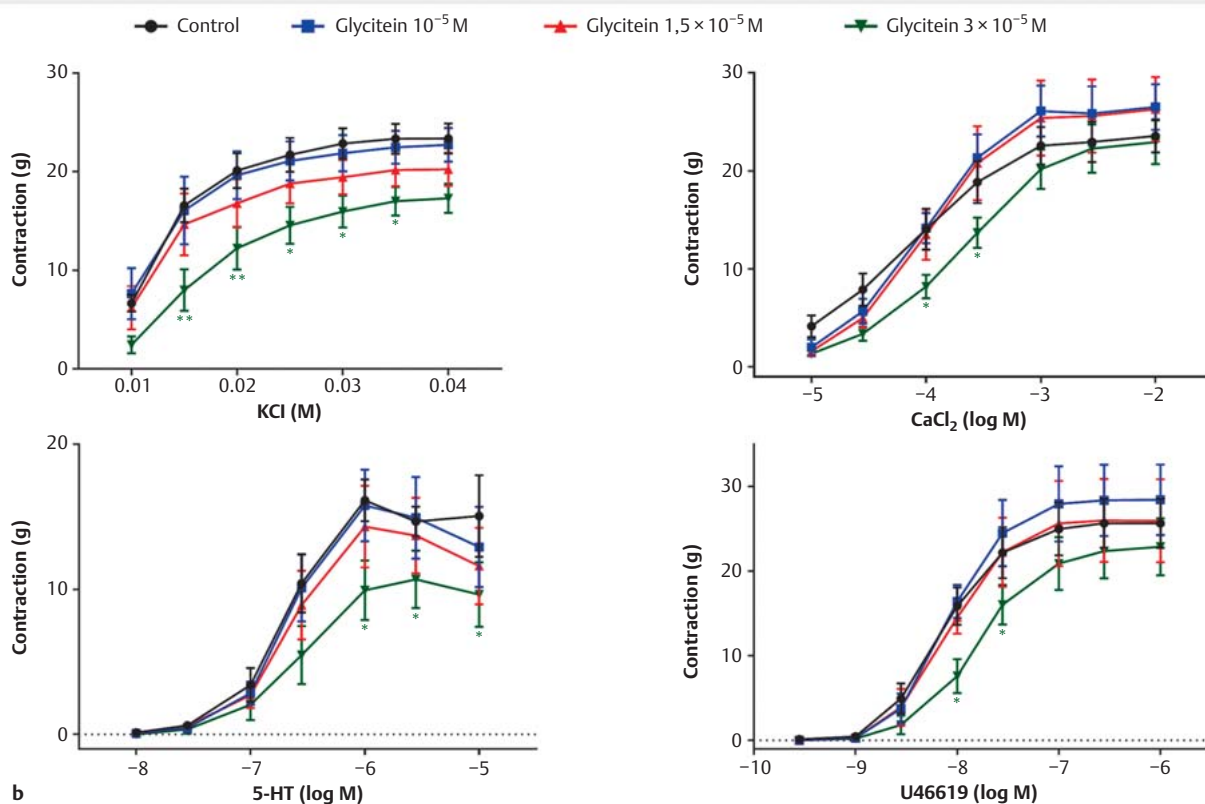 Control Glycitein 10⁻⁵ M Glycitein 1,5 × 10⁻⁵ M Glycitein 3 × 10⁻⁵ M
Contraction (g)
30
20
10
0
** ** * * *
0.01 0.02 0.03 0.04
KCl (M)
Contraction (g)
30
20
10
0
* *
−5 −4 −3 −2
CaCl₂ (log M)
Contraction (g)
20
10
0
* * *
−8 −7 −6 −5
5-HT (log M)
Contraction (g)
30
20
10
0
* *
−10 −9 −8 −7 −6
U46619 (log M)
b